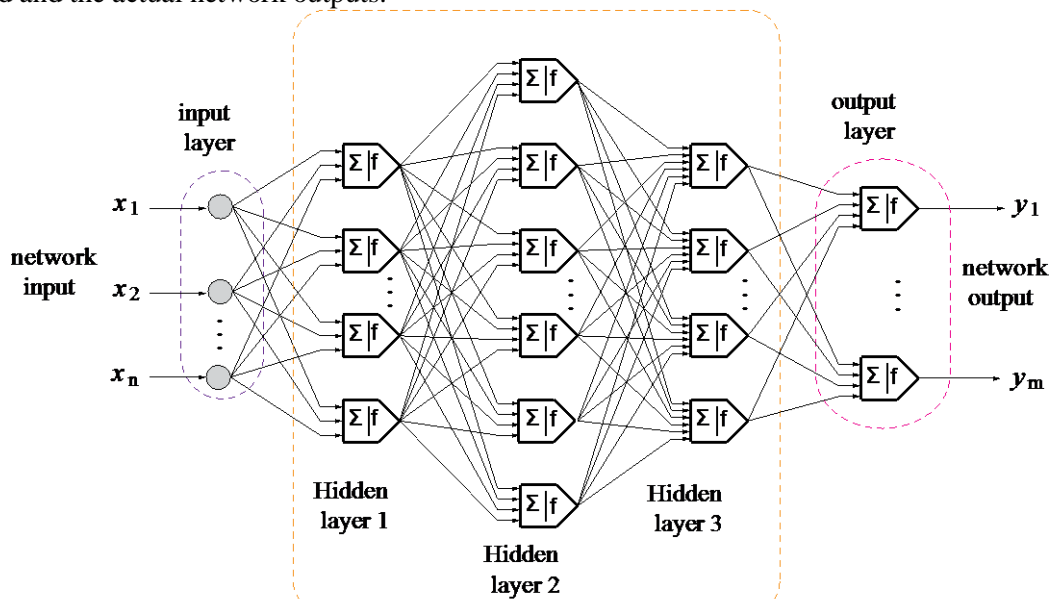 d and the actual network outputs.
input
layer
output
layer
network
input
x1
x2
xn
Σ|f
Σ|f
Σ|f
Σ|f
Hidden
layer 1
Σ|f
Σ|f
Σ|f
Σ|f
Σ|f
Σ|f
Hidden
layer 2
Σ|f
Σ|f
Σ|f
Σ|f
Hidden
layer 3
Σ|f
Σ|f
y1
network
output
ym